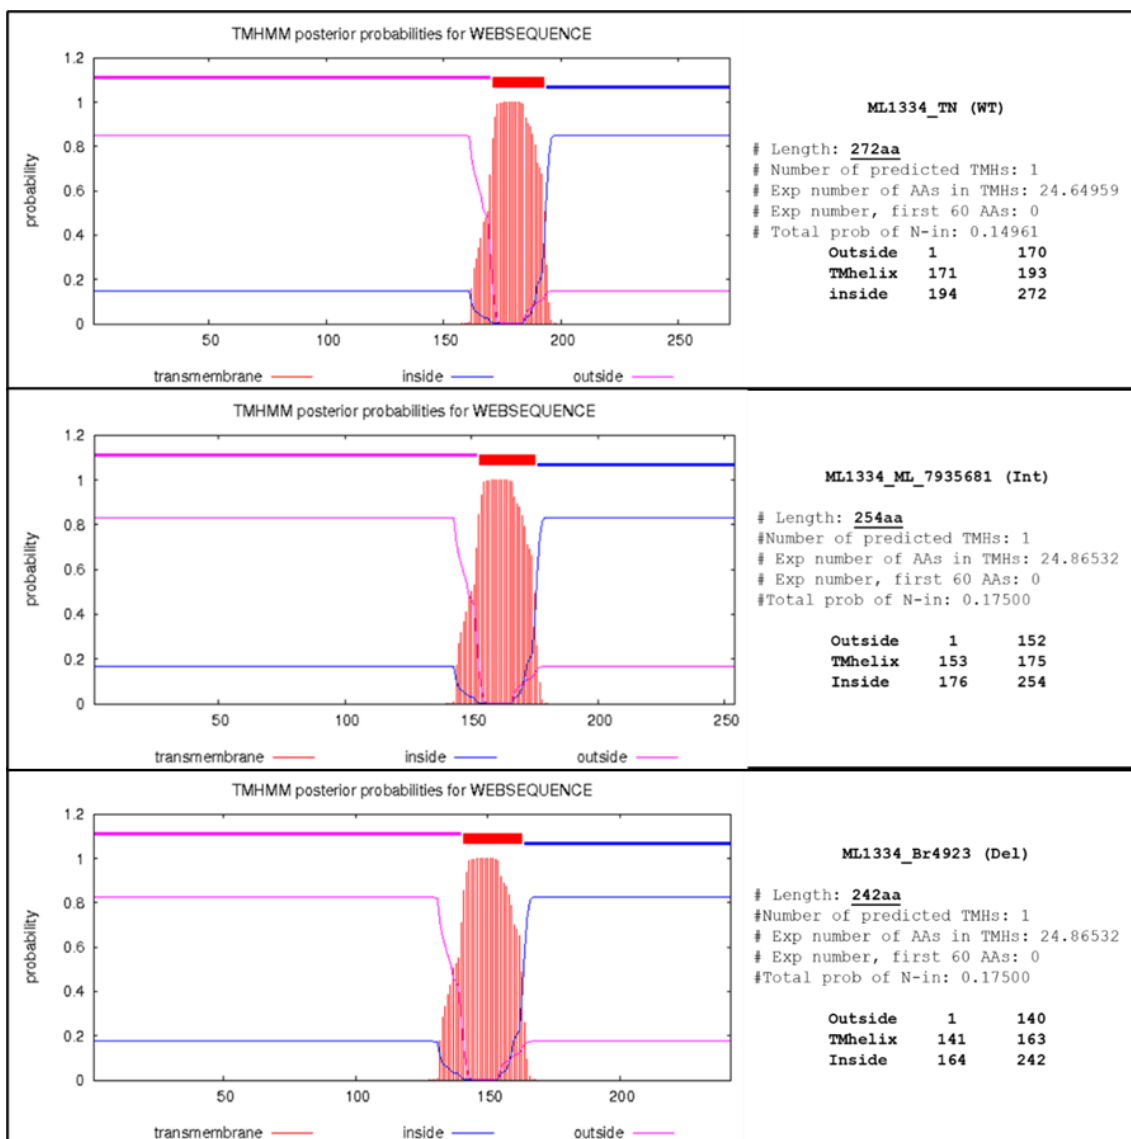 TMHMM posterior probabilities for WEBSEQUENCE
1.2
1
0.8
0.6
0.4
0.2
0
probability
50 100 150 200 250
transmembrane inside outside
ML1334_TN (WT)
# Length: 272aa
# Number of predicted TMHs: 1
# Exp number of AAs in TMHs: 24.64959
# Exp number, first 60 AAs: 0
# Total prob of N-in: 0.14961
Outside 1 170
TMhelix 171 193
inside 194 272
TMHMM posterior probabilities for WEBSEQUENCE
1.2
1
0.8
0.6
0.4
0.2
0
probability
50 100 150 200 250
transmembrane inside outside
ML1334_ML_7935681 (Int)
# Length: 254aa
#Number of predicted TMHs: 1
# Exp number of AAs in TMHs: 24.86532
# Exp number, first 60 AAs: 0
#Total prob of N-in: 0.17500
Outside 1 152
TMhelix 153 175
Inside 176 254
TMHMM posterior probabilities for WEBSEQUENCE
1.2
1
0.8
0.6
0.4
0.2
0
probability
50 100 150 200
transmembrane inside outside
ML1334_Br4923 (Del)
# Length: 242aa
#Number of predicted TMHs: 1
# Exp number of AAs in TMHs: 24.86532
# Exp number, first 60 AAs: 0
#Total prob of N-in: 0.17500
Outside 1 140
TMhelix 141 163
Inside 164 242